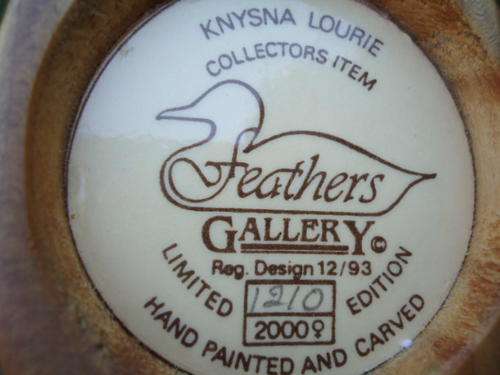 KNYSNA LOURIE
COLLECTORS ITEM
Feathers
GALLERY ©
Reg. Design 12/93
LIMITED EDITION
1210
2000♀
HAND PAINTED AND CARVED